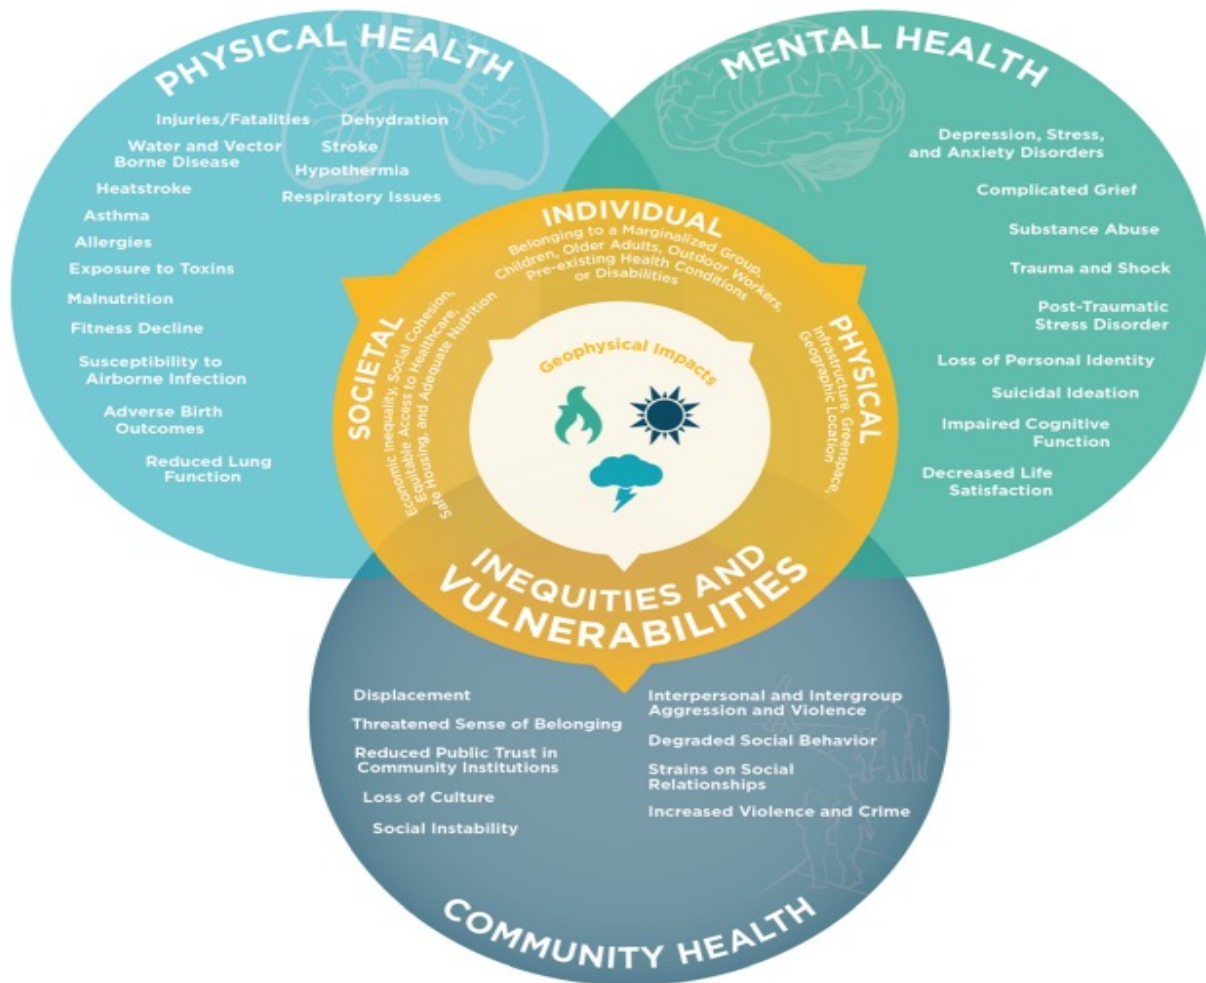 PHYSICAL HEALTH
Injuries/Fatalities
Dehydration
Water and Vector
Borne Disease
Stroke
Hypothermia
Heatstroke
Respiratory Issues
Asthma
Allergies
Exposure to Toxins
Malnutrition
Fitness Decline
Susceptibility to
Airborne Infection
Adverse Birth
Outcomes
Reduced Lung
Function
MENTAL HEALTH
Depression, Stress,
and Anxiety Disorders
Complicated Grief
Substance Abuse
Trauma and Shock
Post-Traumatic
Stress Disorder
Loss of Personal Identity
Suicidal Ideation
Impaired Cognitive
Function
Decreased Life
Satisfaction
INDIVIDUAL
Belonging to a Marginalized Group,
Children, Older Adults, Outdoor Workers,
Pre-existing Health Conditions
or Disabilities
SOCIETAL
Economic Inequality, Social Cohesion,
Equitable Access to Healthcare,
Safe Housing, and Adequate Nutrition
PHYSICAL
Infrastructure, Greenspace,
Geographic Location
Geophysical Impacts
INEQUITIES AND
VULNERABILITIES
Displacement
Threatened Sense of Belonging
Reduced Public Trust in
Community Institutions
Loss of Culture
Social Instability
Interpersonal and Intergroup
Aggression and Violence
Degraded Social Behavior
Strains on Social
Relationships
Increased Violence and Crime
COMMUNITY HEALTH